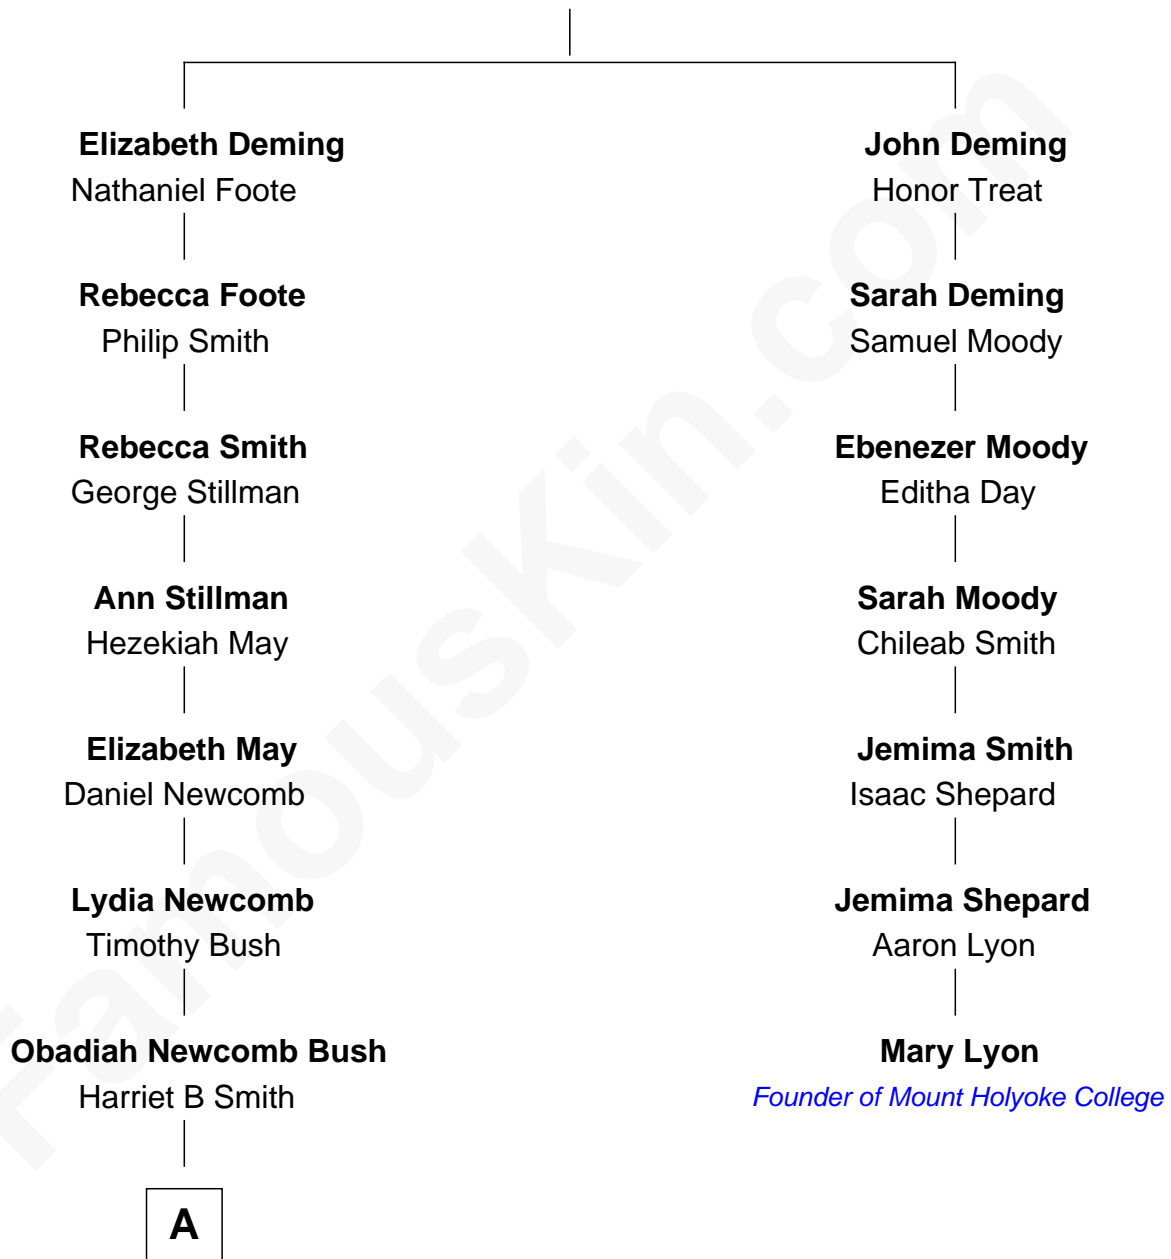 Elizabeth Deming
Nathaniel Foote
Rebecca Foote
Philip Smith
Rebecca Smith
George Stillman
Ann Stillman
Hezekiah May
Elizabeth May
Daniel Newcomb
Lydia Newcomb
Timothy Bush
Obadiah Newcomb Bush
Harriet B Smith
A
John Deming
Honor Treat
Sarah Deming
Samuel Moody
Ebenezer Moody
Editha Day
Sarah Moody
Chileab Smith
Jemima Smith
Isaac Shepard
Jemima Shepard
Aaron Lyon
Mary Lyon
Founder of Mount Holyoke College
FamousKin.com